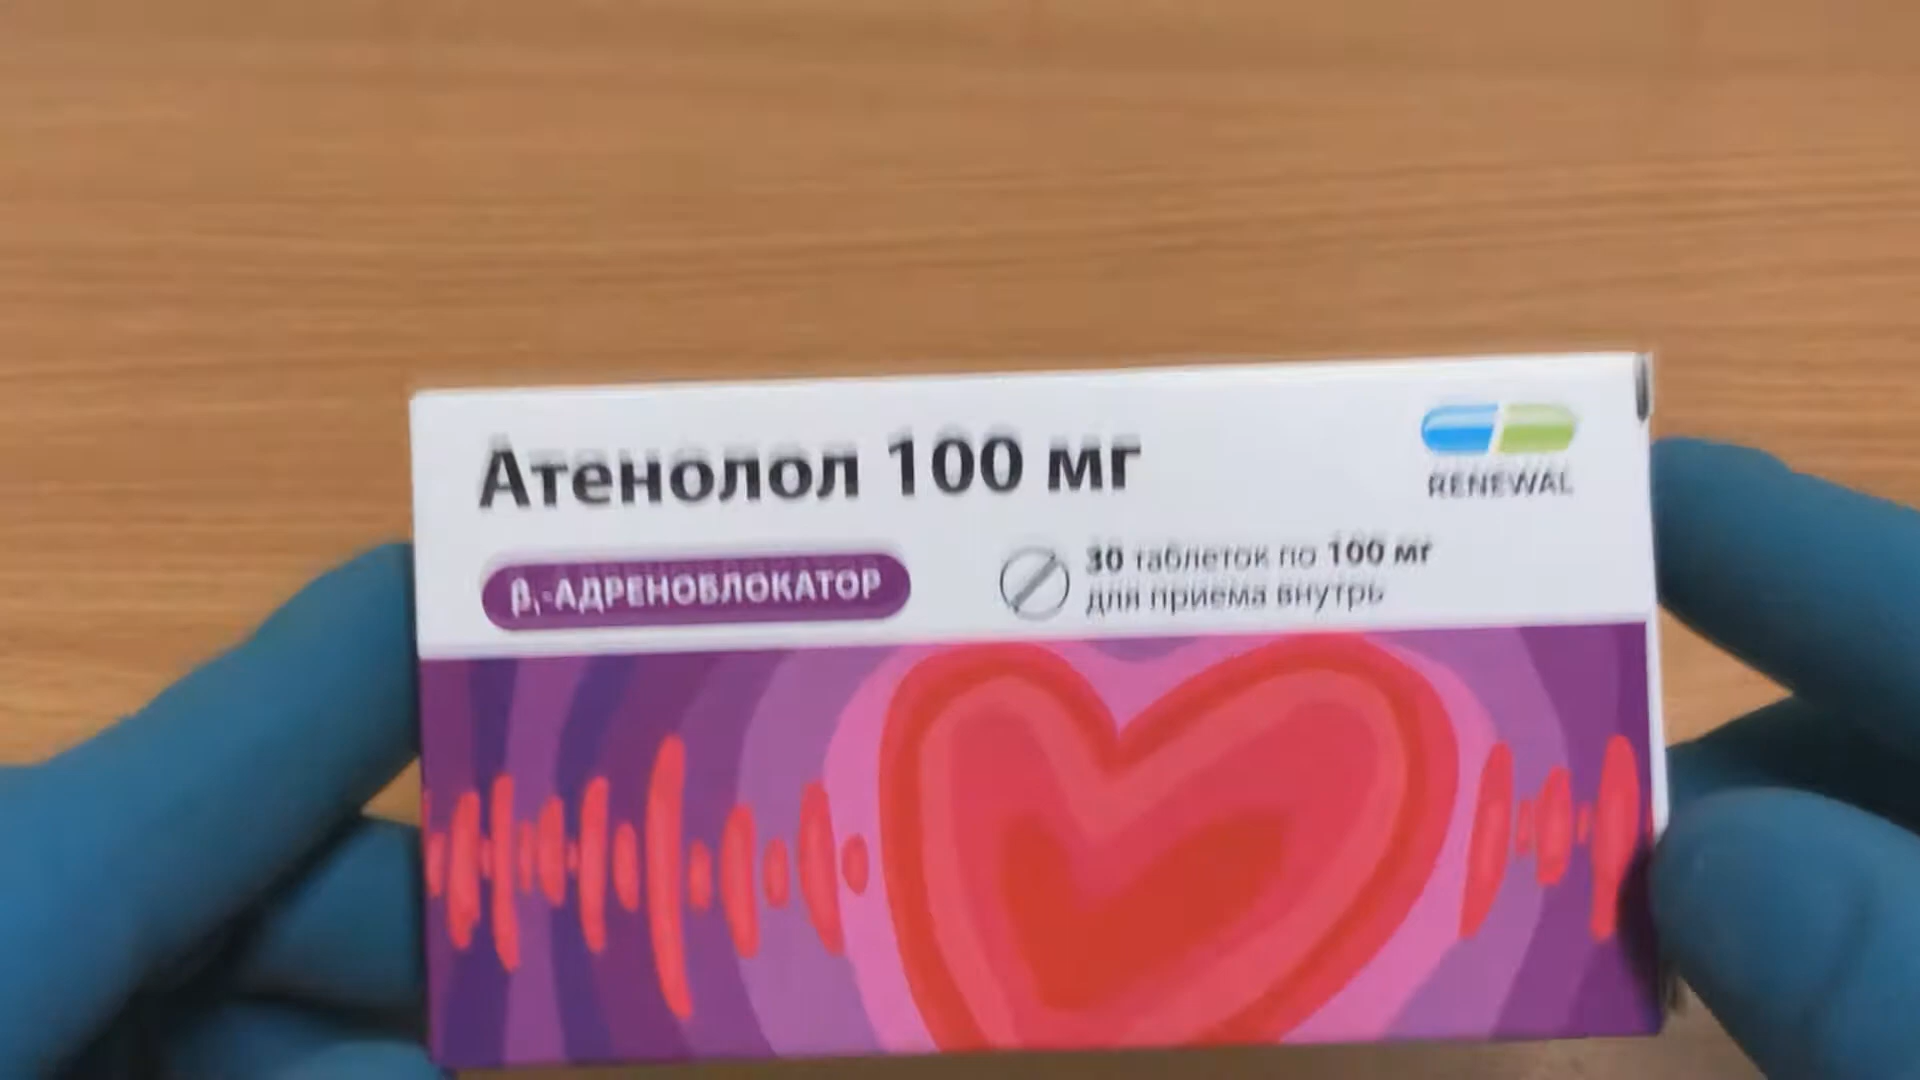 Атенолол 100 мг
RENEWAL
β₁-АДРЕНОБЛОКАТОР
30 таблеток по 100 мг
для приема внутрь